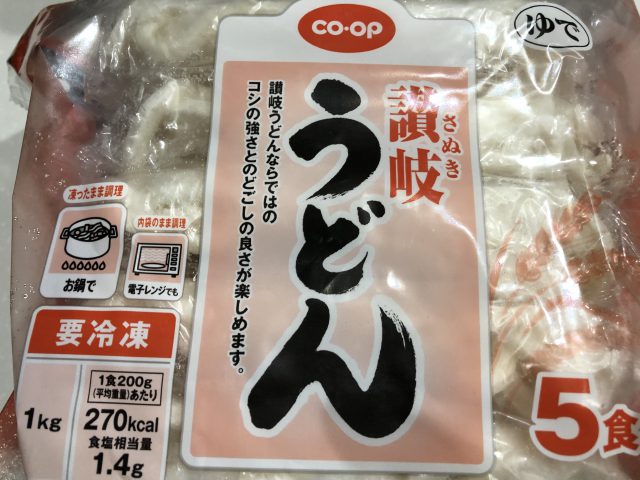 CO·OP
ゆで
讃岐
さぬき
うどん
讃岐うどんならではの
コシの強さとのどごしの良さが楽しめます。
凍ったまま調理
お鍋で
内袋のまま調理
電子レンジでも
要冷凍
1kg
1食200g
(平均重量)あたり
270kcal
食塩相当量
1.4g
5食